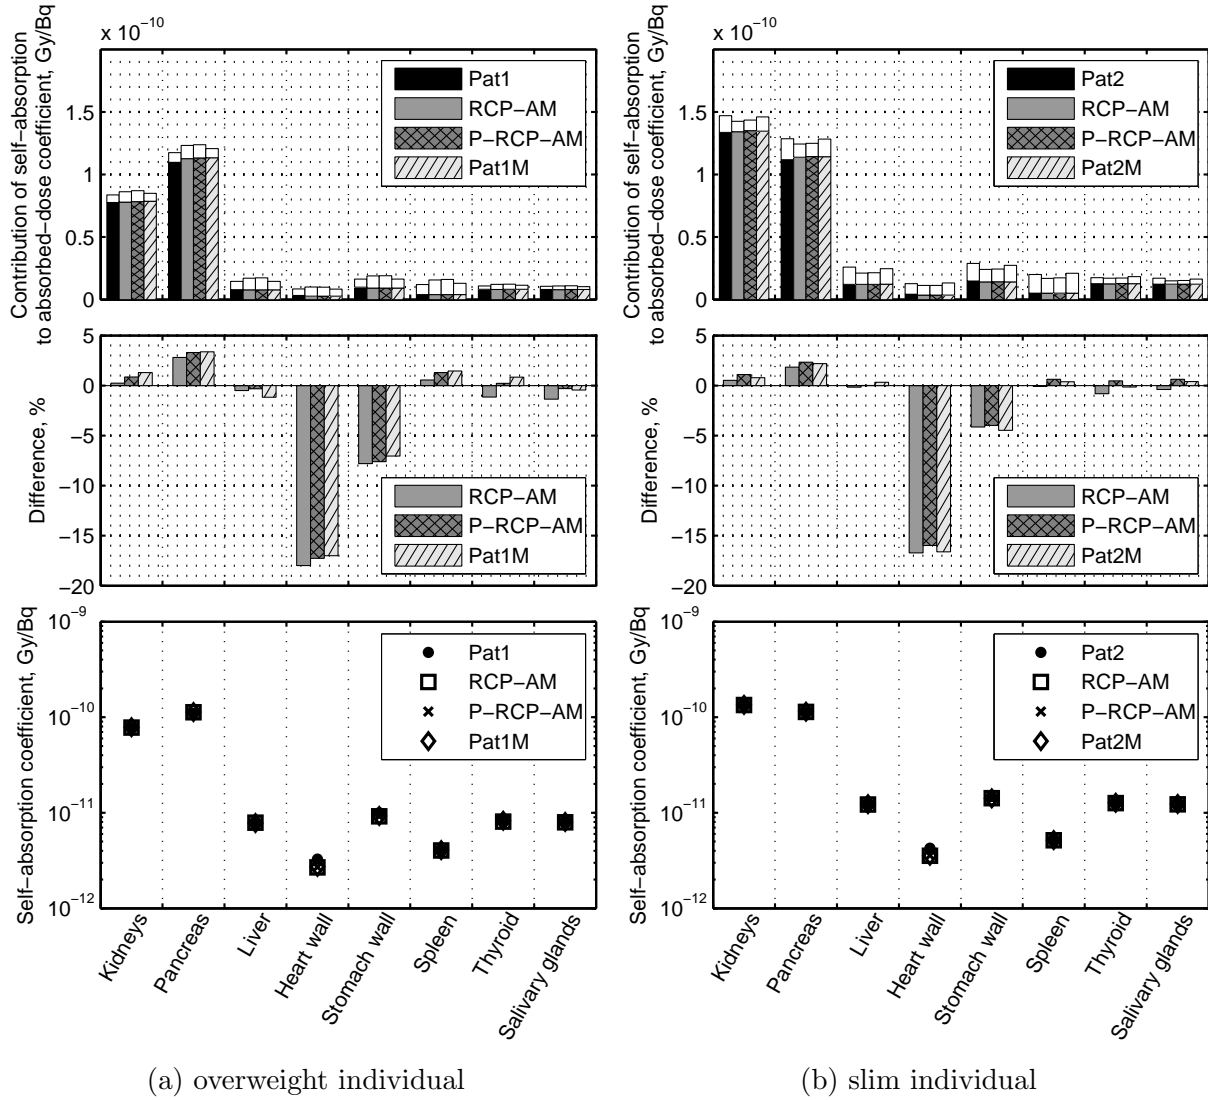 x 10−10
Contribution of self−absorption
to absorbed−dose coefficient, Gy/Bq
1.5
1
0.5
0
Pat1
RCP−AM
P−RCP−AM
Pat1M
x 10−10
Contribution of self−absorption
to absorbed−dose coefficient, Gy/Bq
1.5
1
0.5
0
Pat2
RCP−AM
P−RCP−AM
Pat2M
Difference, %
5
0
−5
−10
−15
−20
RCP−AM
P−RCP−AM
Pat1M
Difference, %
5
0
−5
−10
−15
−20
RCP−AM
P−RCP−AM
Pat2M
Self−absorption coefficient, Gy/Bq
10−9
10−10
10−11
10−12
Pat1
RCP−AM
P−RCP−AM
Pat1M
Kidneys
Pancreas
Liver
Heart wall
Stomach wall
Spleen
Thyroid
Salivary glands
Self−absorption coefficient, Gy/Bq
10−9
10−10
10−11
10−12
Pat2
RCP−AM
P−RCP−AM
Pat2M
Kidneys
Pancreas
Liver
Heart wall
Stomach wall
Spleen
Thyroid
Salivary glands
(a) overweight individual
(b) slim individual